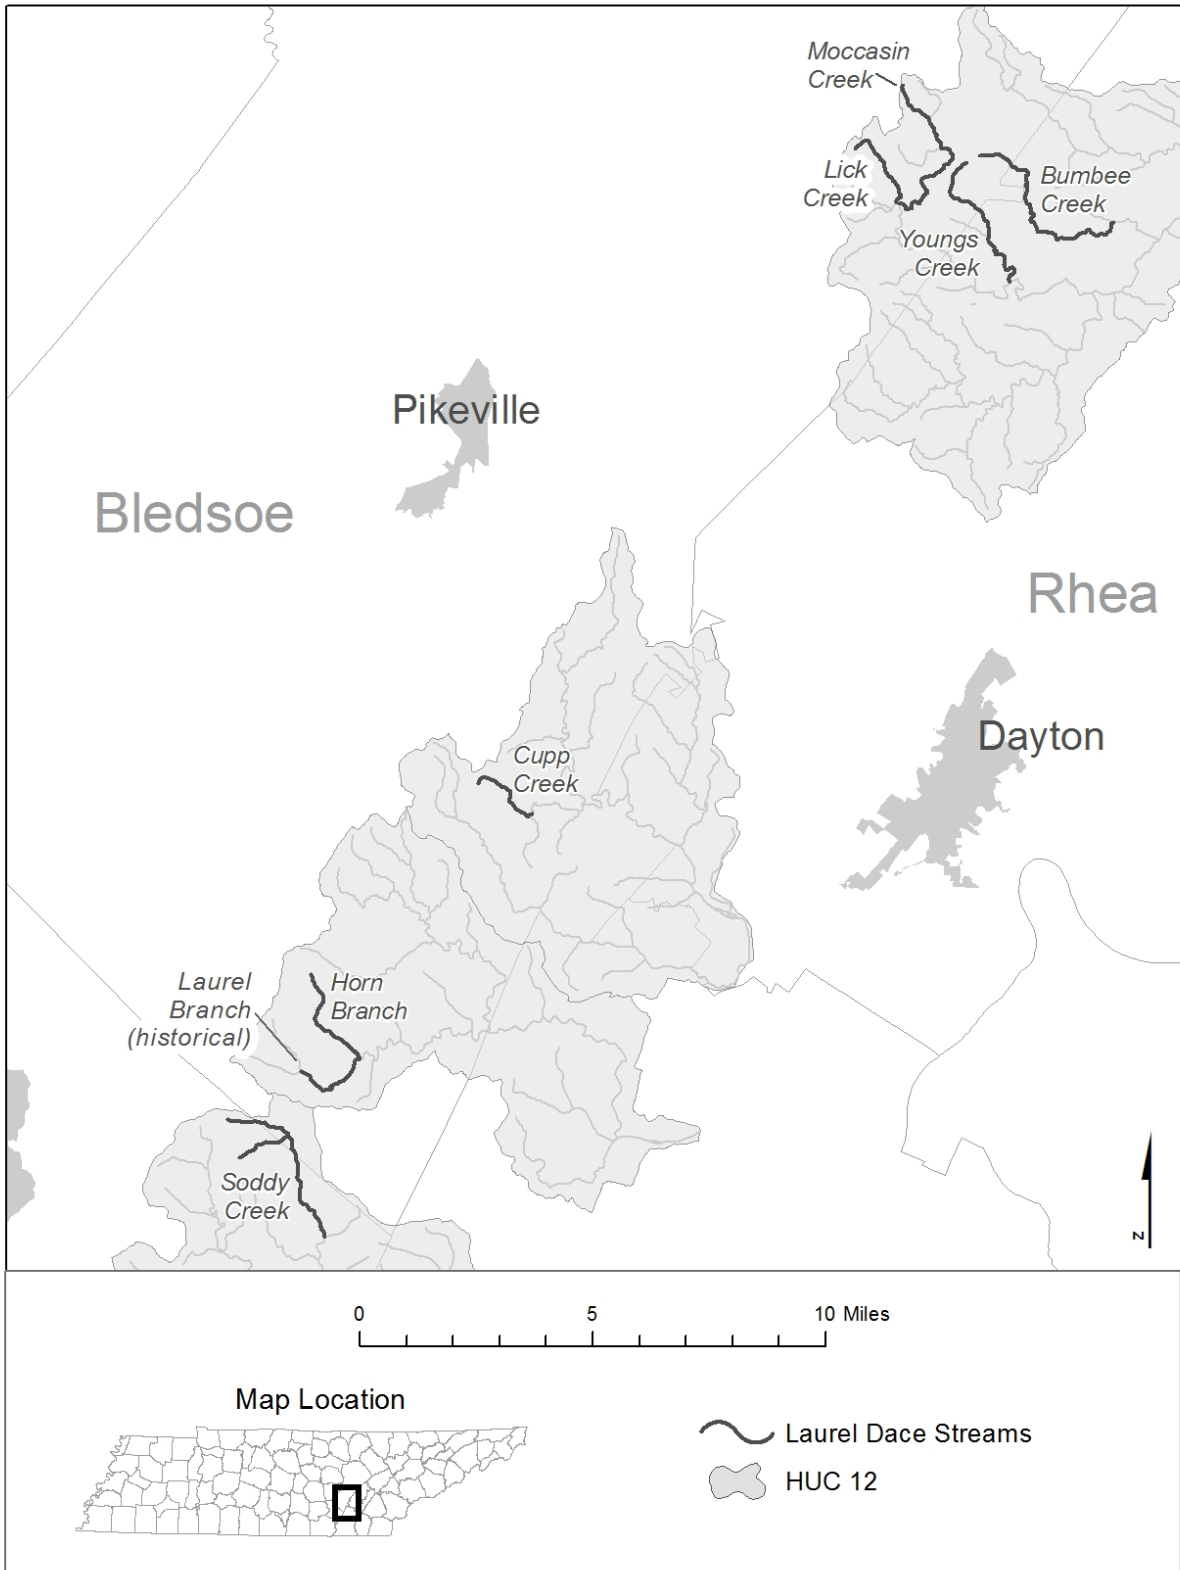 Moccasin
Creek
Lick
Creek
Bumbee
Creek
Youngs
Creek
Pikeville
Bledsoe
Rhea
Dayton
Cupp
Creek
Laurel
Branch
(historical)
Horn
Branch
Soddy
Creek
N
0 5 10 Miles
Map Location
Laurel Dace Streams
HUC 12